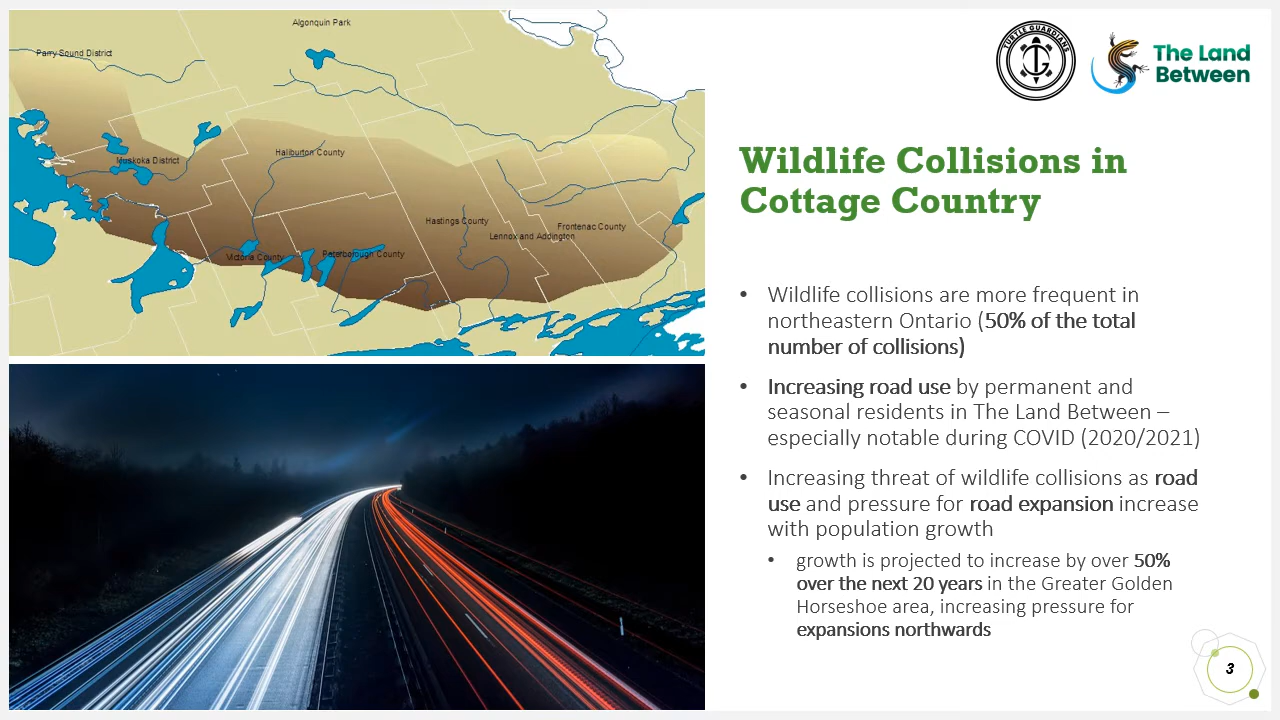 Algonquin Park
Parry Sound District
Muskoka District
Haliburton County
Hastings County
Frontenac County
Lennox and Addington
Victoria County
Peterborough County
TURTLE GUARDIANS
TG
The Land
Between
Wildlife Collisions in
Cottage Country
• Wildlife collisions are more frequent in
northeastern Ontario (50% of the total
number of collisions)
• Increasing road use by permanent and
seasonal residents in The Land Between –
especially notable during COVID (2020/2021)
• Increasing threat of wildlife collisions as road
use and pressure for road expansion increase
with population growth
• growth is projected to increase by over 50%
over the next 20 years in the Greater Golden
Horseshoe area, increasing pressure for
expansions northwards
3